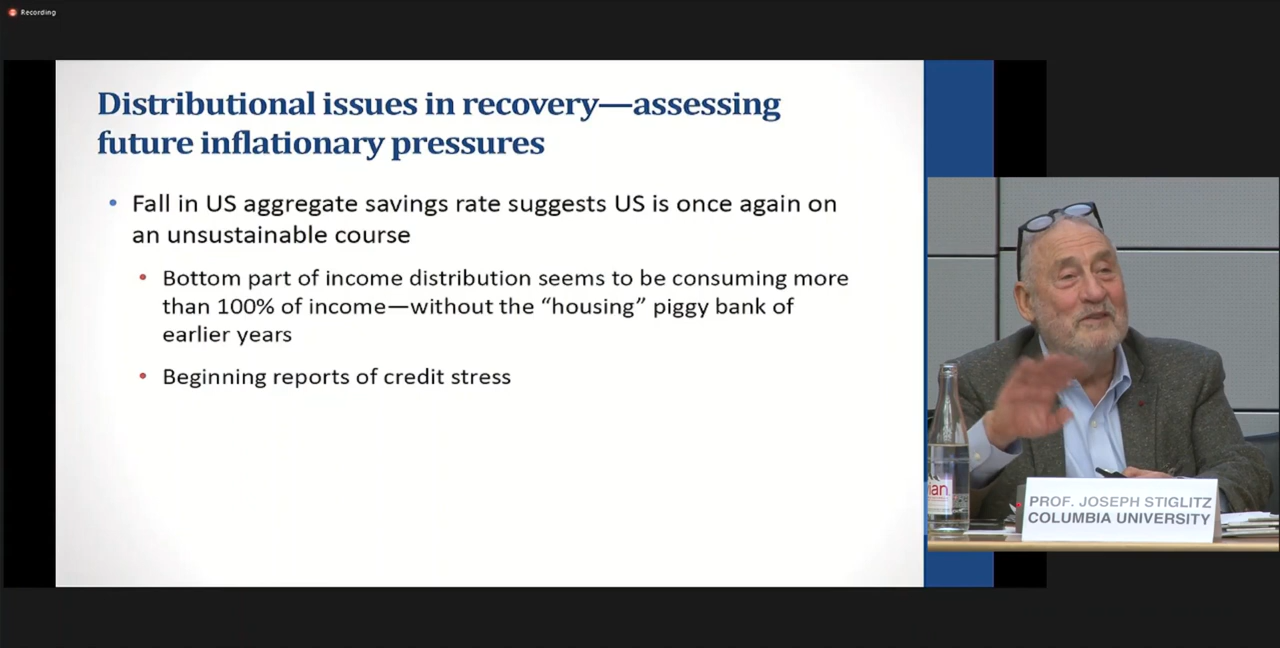 Recording
Distributional issues in recovery—assessing
future inflationary pressures
• Fall in US aggregate savings rate suggests US is once again on
an unsustainable course
• Bottom part of income distribution seems to be consuming more
than 100% of income—without the “housing” piggy bank of
earlier years
• Beginning reports of credit stress
ian
PROF. JOSEPH STIGLITZ
COLUMBIA UNIVERSITY